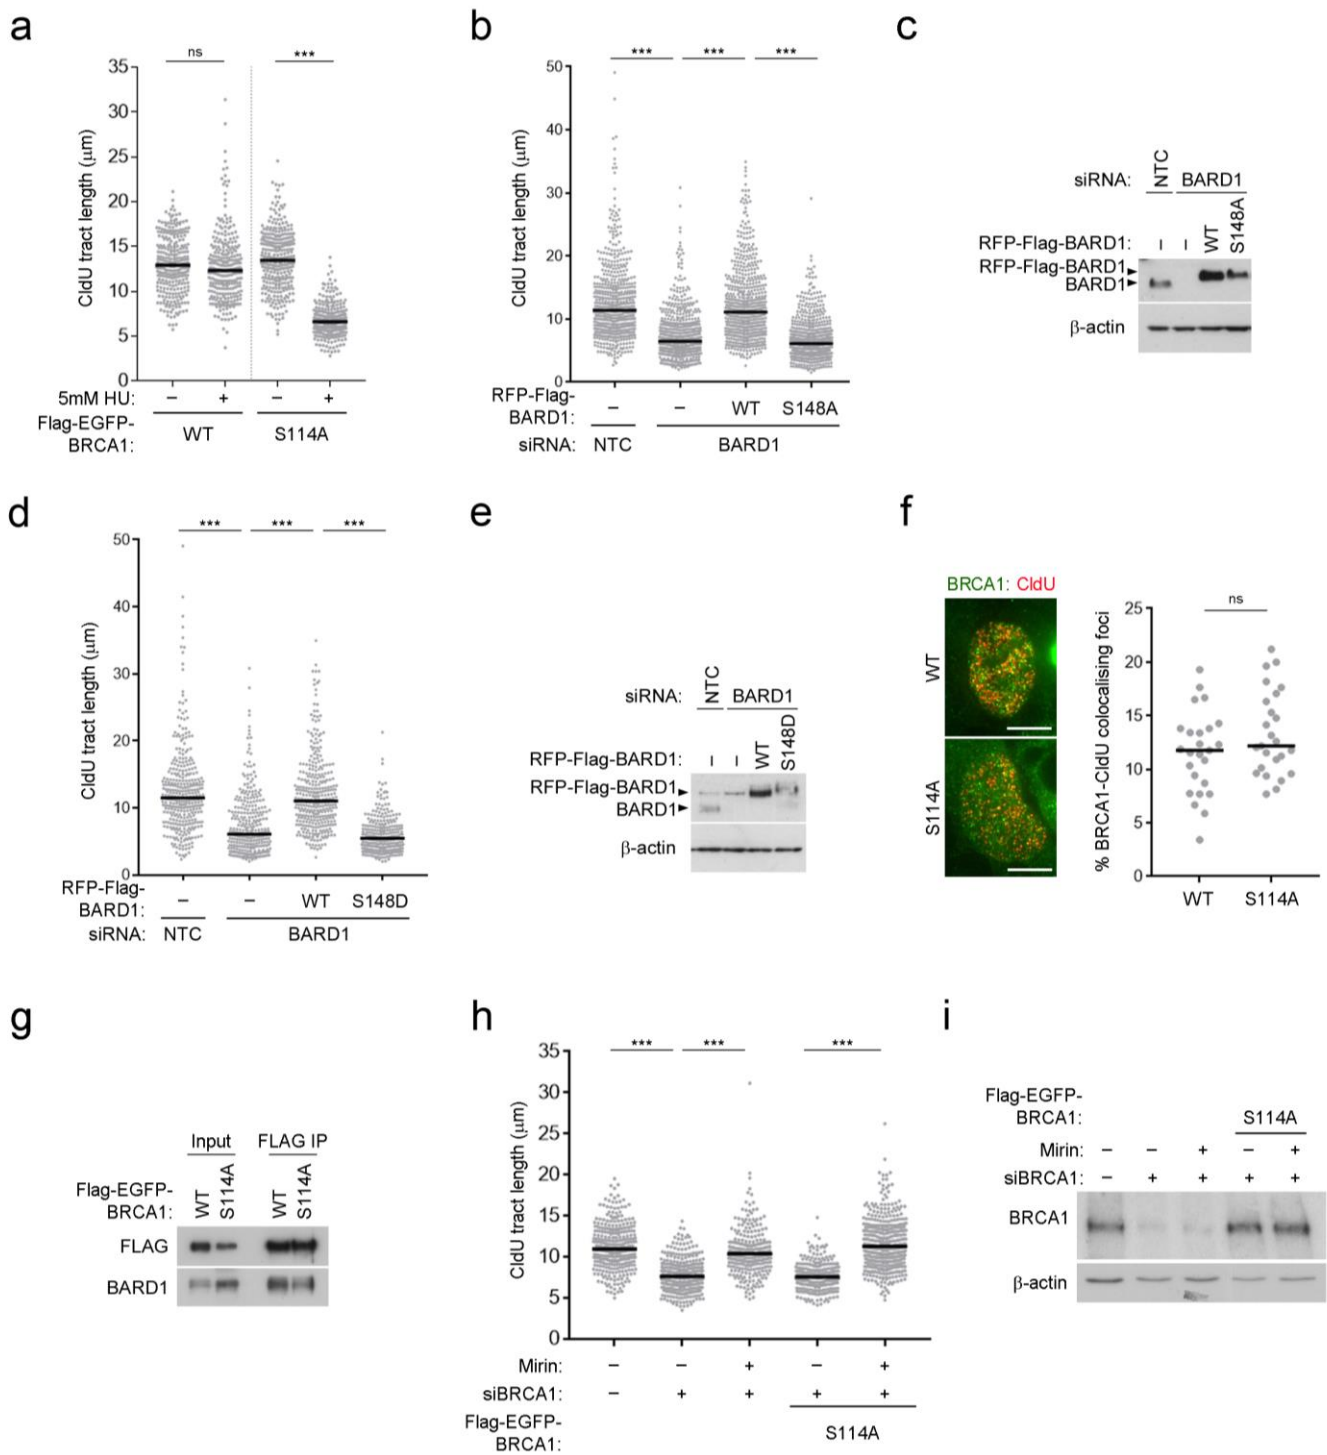 a
ns
***
35
30
25
20
15
10
5
0
CldU tract length (μm)
5mM HU: – + – +
Flag-EGFP-
BRCA1: WT S114A
b
*** *** ***
50
40
30
20
10
0
CldU tract length (μm)
RFP-Flag-
BARD1: – – WT S148A
siRNA: NTC BARD1
c
siRNA: NTC BARD1
RFP-Flag-BARD1: – – WT S148A
RFP-Flag-BARD1
BARD1
β-actin
d
*** *** ***
50
40
30
20
10
0
CldU tract length (μm)
RFP-Flag-
BARD1: – – WT S148D
siRNA: NTC BARD1
e
siRNA: NTC BARD1
RFP-Flag-BARD1: – – WT S148D
RFP-Flag-BARD1
BARD1
β-actin
f
BRCA1: CldU
WT
S114A
ns
25
20
15
10
5
0
% BRCA1-CldU colocalising foci
WT S114A
g
Input FLAG IP
Flag-EGFP-
BRCA1: WT S114A WT S114A
FLAG
BARD1
h
*** *** ***
35
30
25
20
15
10
5
0
CldU tract length (μm)
Mirin: – – + – +
siBRCA1: – + + + +
Flag-EGFP-
BRCA1: S114A
i
Flag-EGFP-
BRCA1: S114A
Mirin: – – + – +
siBRCA1: – + + + +
BRCA1
β-actin